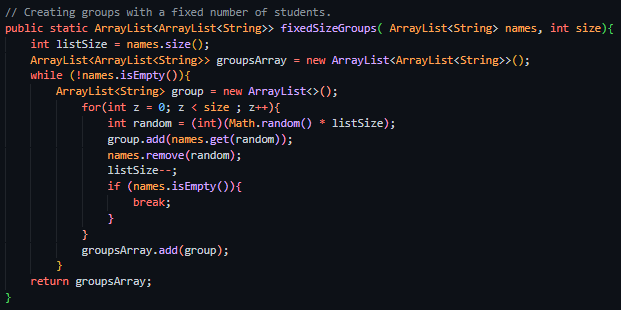 // Creating groups with a fixed number of students.
public static ArrayList<ArrayList<String>> fixedSizeGroups( ArrayList<String> names, int size){
    int listSize = names.size();
    ArrayList<ArrayList<String>> groupsArray = new ArrayList<ArrayList<String>>();
    while (!names.isEmpty()){
        ArrayList<String> group = new ArrayList<>();
            for(int z = 0; z < size ; z++){
                int random = (int)(Math.random() * listSize);
                group.add(names.get(random));
                names.remove(random);
                listSize--;
                if (names.isEmpty()){
                    break;
                }
            }
            groupsArray.add(group);
        }
    return groupsArray;
}